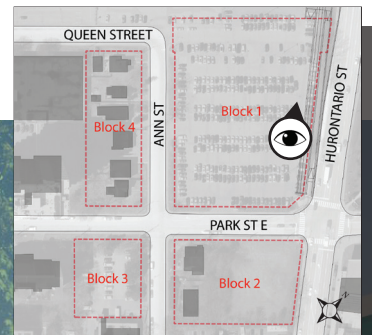 QUEEN STREET
Block 1
HURONTARIO ST
Block 4
ANN ST
PARK ST E
Block 3
Block 2